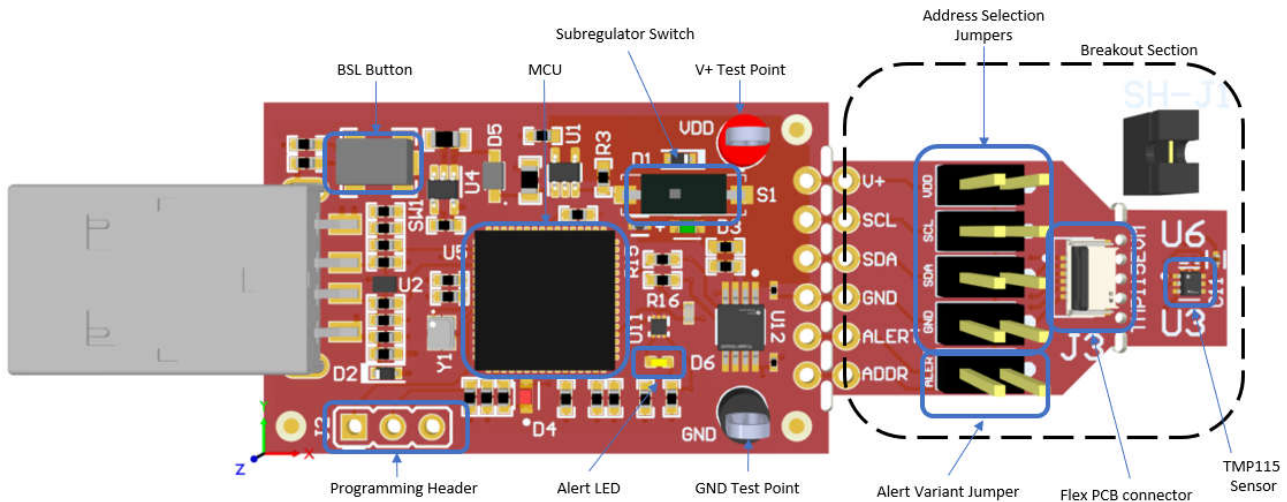 Address Selection
Jumpers
Subregulator Switch
Breakout Section
BSL Button
MCU
V+ Test Point
SH-J1
VDD
D5
U1
R3
D1
U4
S1
SW1
D3
U5
R15
R16
U2
U11
U12
Y1
D2
D6
D4
GND
V+
SCL
SDA
GND
ALERT
ADDR
VDD
SCL
SDA
GND
ALER
J3
TMP115EVM
U6
C11
U3
Y
Z
X
Programming Header
Alert LED
GND Test Point
Alert Variant Jumper
Flex PCB connector
TMP115
Sensor